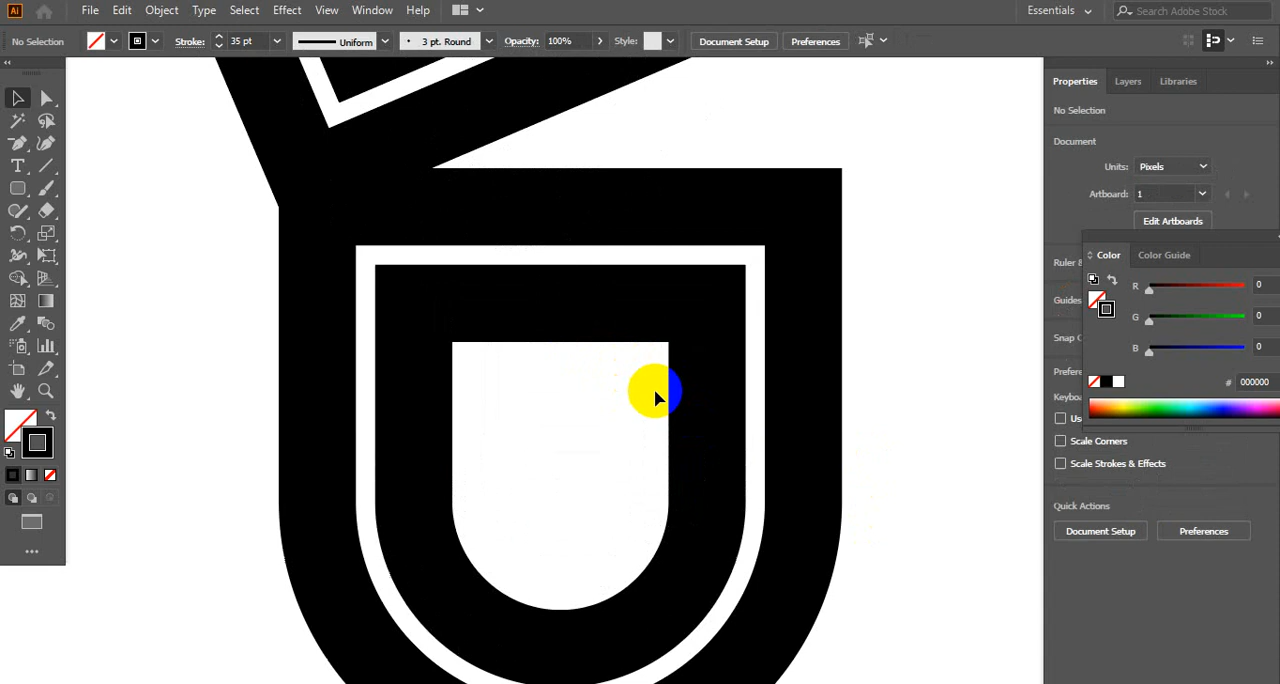 Ai File Edit Object Type Select Effect View Window Help Essentials Search Adobe Stock
No Selection Stroke: 35 pt Uniform 3 pt. Round Opacity: 100% Style: Document Setup Preferences
Properties Layers Libraries
No Selection
Document
Units: Pixels
Artboard: 1
Edit Artboards
Color Color Guide
Ruler &
R 0
Guides
G 0
Snap
B 0
Prefere
# 000000
Keybo
Us
Scale Corners
Scale Strokes & Effects
Quick Actions
Document Setup Preferences